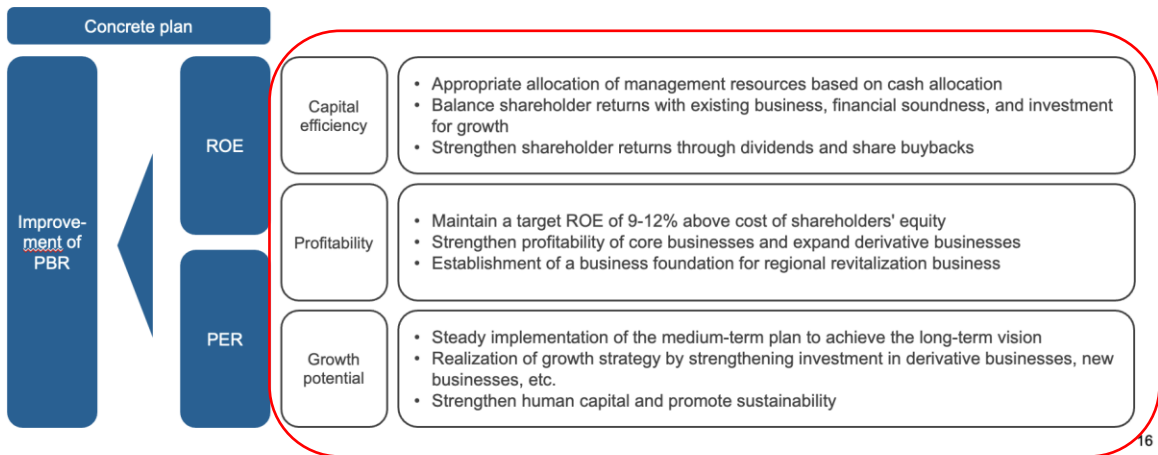 Concrete plan
Improve-
ment of
PBR
ROE
PER
Capital
efficiency
• Appropriate allocation of management resources based on cash allocation
• Balance shareholder returns with existing business, financial soundness, and investment
for growth
• Strengthen shareholder returns through dividends and share buybacks
Profitability
• Maintain a target ROE of 9-12% above cost of shareholders' equity
• Strengthen profitability of core businesses and expand derivative businesses
• Establishment of a business foundation for regional revitalization business
Growth
potential
• Steady implementation of the medium-term plan to achieve the long-term vision
• Realization of growth strategy by strengthening investment in derivative businesses, new
businesses, etc.
• Strengthen human capital and promote sustainability
16